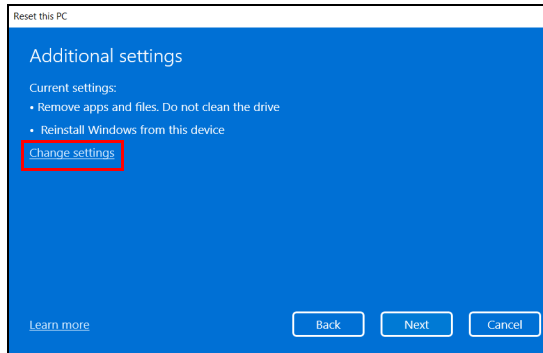 Reset this PC
Additional settings
Current settings:
• Remove apps and files. Do not clean the drive
• Reinstall Windows from this device
Change settings
Learn more
Back
Next
Cancel